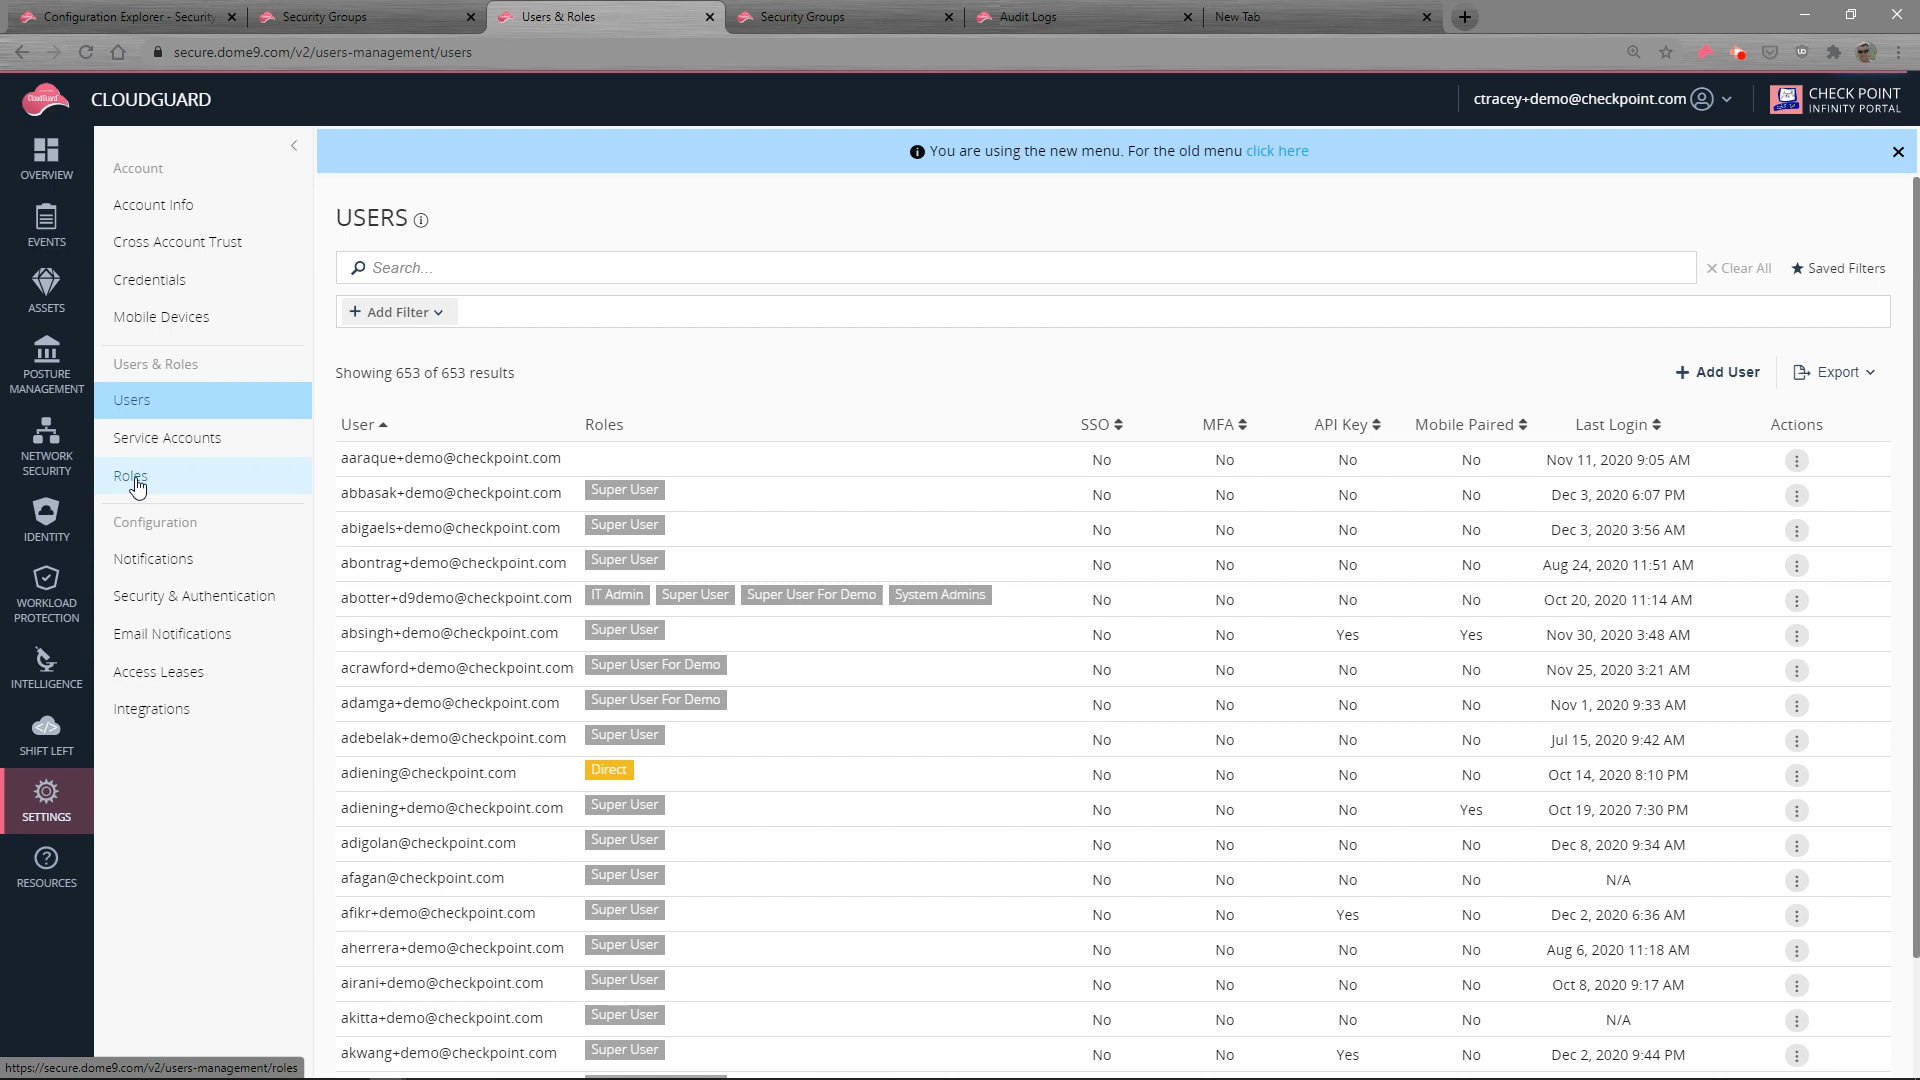 Configuration Explorer - Security
Security Groups
Users & Roles
Security Groups
Audit Logs
New Tab
secure.dome9.com/v2/users-management/users
CloudGuard
CLOUDGUARD
ctracey+demo@checkpoint.com
CHECK POINT
INFINITY PORTAL
OVERVIEW
EVENTS
ASSETS
POSTURE
MANAGEMENT
NETWORK
SECURITY
IDENTITY
WORKLOAD
PROTECTION
INTELLIGENCE
SHIFT LEFT
SETTINGS
RESOURCES
Account
Account Info
Cross Account Trust
Credentials
Mobile Devices
Users & Roles
Users
Service Accounts
Roles
Configuration
Notifications
Security & Authentication
Email Notifications
Access Leases
Integrations
You are using the new menu. For the old menu click here
USERS
Search...
Clear All
Saved Filters
+ Add Filter
Showing 653 of 653 results
+ Add User
Export
User Roles SSO MFA API Key Mobile Paired Last Login Actions
aaraque+demo@checkpoint.com No No No No Nov 11, 2020 9:05 AM
abbasak+demo@checkpoint.com Super User No No No No Dec 3, 2020 6:07 PM
abigaels+demo@checkpoint.com Super User No No No No Dec 3, 2020 3:56 AM
abontrag+demo@checkpoint.com Super User No No No No Aug 24, 2020 11:51 AM
abotter+d9demo@checkpoint.com IT Admin Super User Super User For Demo System Admins No No No No Oct 20, 2020 11:14 AM
absingh+demo@checkpoint.com Super User No No Yes Yes Nov 30, 2020 3:48 AM
acrawford+demo@checkpoint.com Super User For Demo No No No No Nov 25, 2020 3:21 AM
adamga+demo@checkpoint.com Super User For Demo No No No No Nov 1, 2020 9:33 AM
adebelak+demo@checkpoint.com Super User No No No No Jul 15, 2020 9:42 AM
adiening@checkpoint.com Direct No No No No Oct 14, 2020 8:10 PM
adiening+demo@checkpoint.com Super User No No No Yes Oct 19, 2020 7:30 PM
adigolan@checkpoint.com Super User No No No No Dec 8, 2020 9:34 AM
afagan@checkpoint.com Super User No No No No N/A
afikr+demo@checkpoint.com Super User No No Yes No Dec 2, 2020 6:36 AM
aherrera+demo@checkpoint.com Super User No No No No Aug 6, 2020 11:18 AM
airani+demo@checkpoint.com Super User No No No No Oct 8, 2020 9:17 AM
akitta+demo@checkpoint.com Super User No No No No N/A
akwang+demo@checkpoint.com Super User No No Yes No Dec 2, 2020 9:44 PM
https://secure.dome9.com/v2/users-management/roles